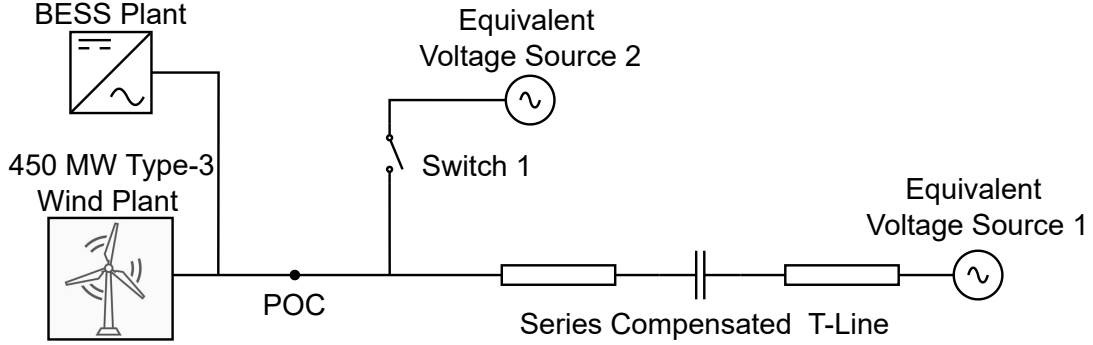 BESS Plant
Equivalent
Voltage Source 2
450 MW Type-3
Wind Plant
Switch 1
Equivalent
Voltage Source 1
POC
Series Compensated T-Line